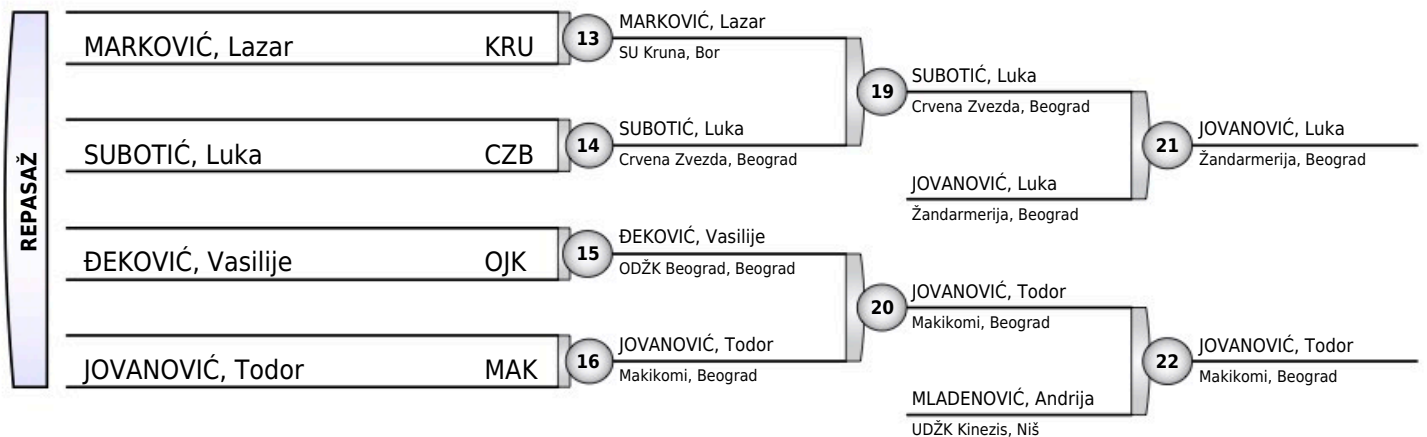 REPASAŽ
MARKOVIĆ, Lazar KRU
SUBOTIĆ, Luka CZB
ĐEKOVIĆ, Vasilije OJK
JOVANOVIĆ, Todor MAK
13
MARKOVIĆ, Lazar
SU Kruna, Bor
14
SUBOTIĆ, Luka
Crvena Zvezda, Beograd
15
ĐEKOVIĆ, Vasilije
ODŽK Beograd, Beograd
16
JOVANOVIĆ, Todor
Makikomi, Beograd
19
SUBOTIĆ, Luka
Crvena Zvezda, Beograd
JOVANOVIĆ, Luka
Žandarmerija, Beograd
20
JOVANOVIĆ, Todor
Makikomi, Beograd
MLADENOVIĆ, Andrija
UDŽK Kinezis, Niš
21
JOVANOVIĆ, Luka
Žandarmerija, Beograd
22
JOVANOVIĆ, Todor
Makikomi, Beograd